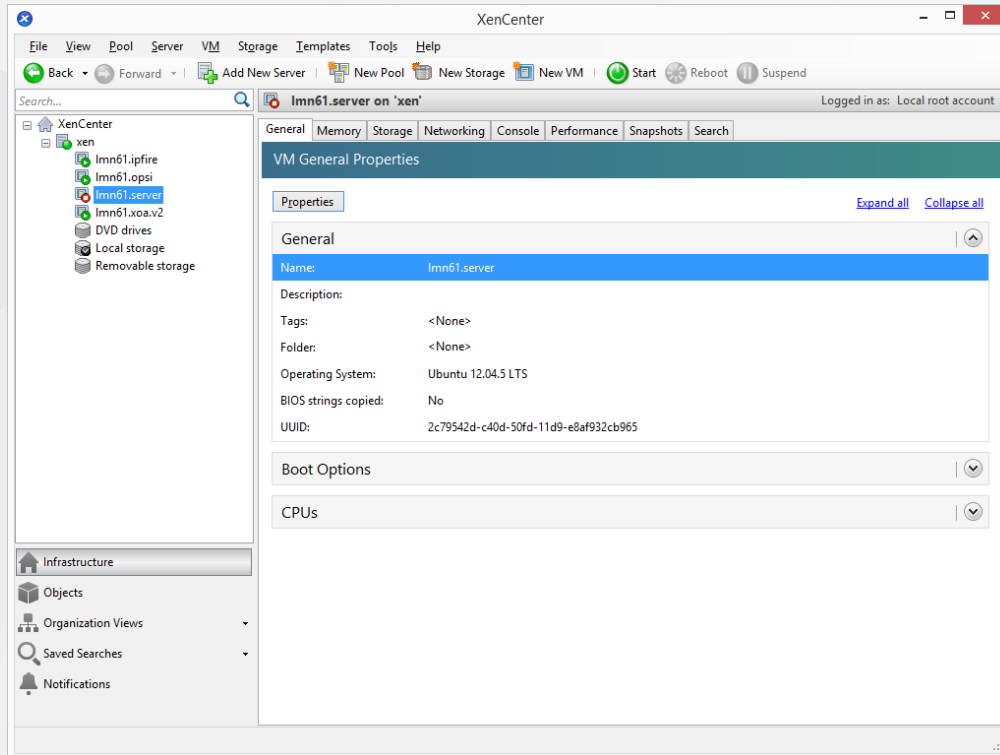 XenCenter
File View Pool Server VM Storage Templates Tools Help
Back Forward Add New Server New Pool New Storage New VM Start Reboot Suspend
Search...
lmn61.server on 'xen' Logged in as: Local root account
XenCenter
xen
lmn61.ipfire
lmn61.opsi
lmn61.server
lmn61.xoa.v2
DVD drives
Local storage
Removable storage
Infrastructure
Objects
Organization Views
Saved Searches
Notifications
General Memory Storage Networking Console Performance Snapshots Search
VM General Properties
Properties Expand all Collapse all
General
Name: lmn61.server
Description:
Tags: <None>
Folder: <None>
Operating System: Ubuntu 12.04.5 LTS
BIOS strings copied: No
UUID: 2c79542d-c40d-50fd-11d9-e8af932cb965
Boot Options
CPUs